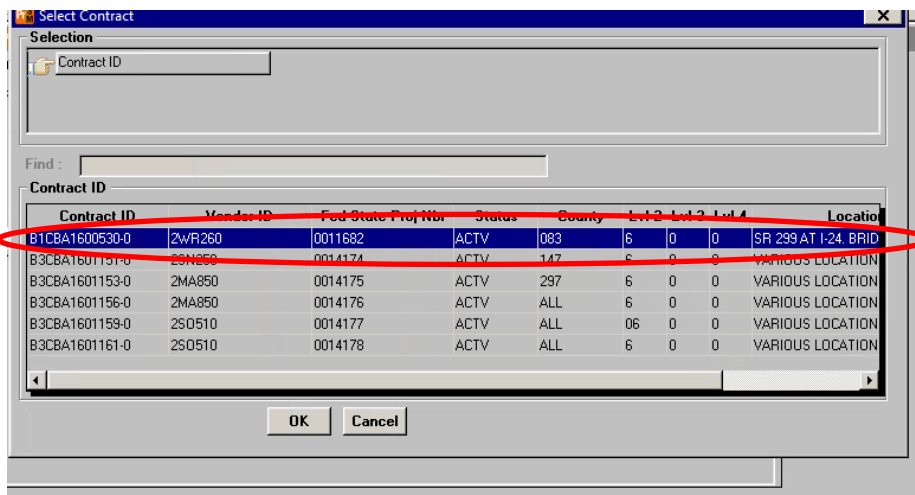 Select Contract
Selection
Contract ID
Find :
Contract ID
Contract ID Vendor ID Fed State Proj Nbr Status County Lvl 2 Lvl 3 Lvl 4 Location
B1CBA1600530-0 2WR260 0011682 ACTV 083 6 0 0 SR 299 AT I-24. BRID
B3CBA1601151-0 0014174 ACTV 147 6 0 0 VARIOUS LOCATION
B3CBA1601153-0 2MA850 0014175 ACTV 297 6 0 0 VARIOUS LOCATION
B3CBA1601156-0 2MA850 0014176 ACTV ALL 6 0 0 VARIOUS LOCATION
B3CBA1601159-0 2SO510 0014177 ACTV ALL 06 0 0 VARIOUS LOCATION
B3CBA1601161-0 2SO510 0014178 ACTV ALL 6 0 0 VARIOUS LOCATION
OK Cancel